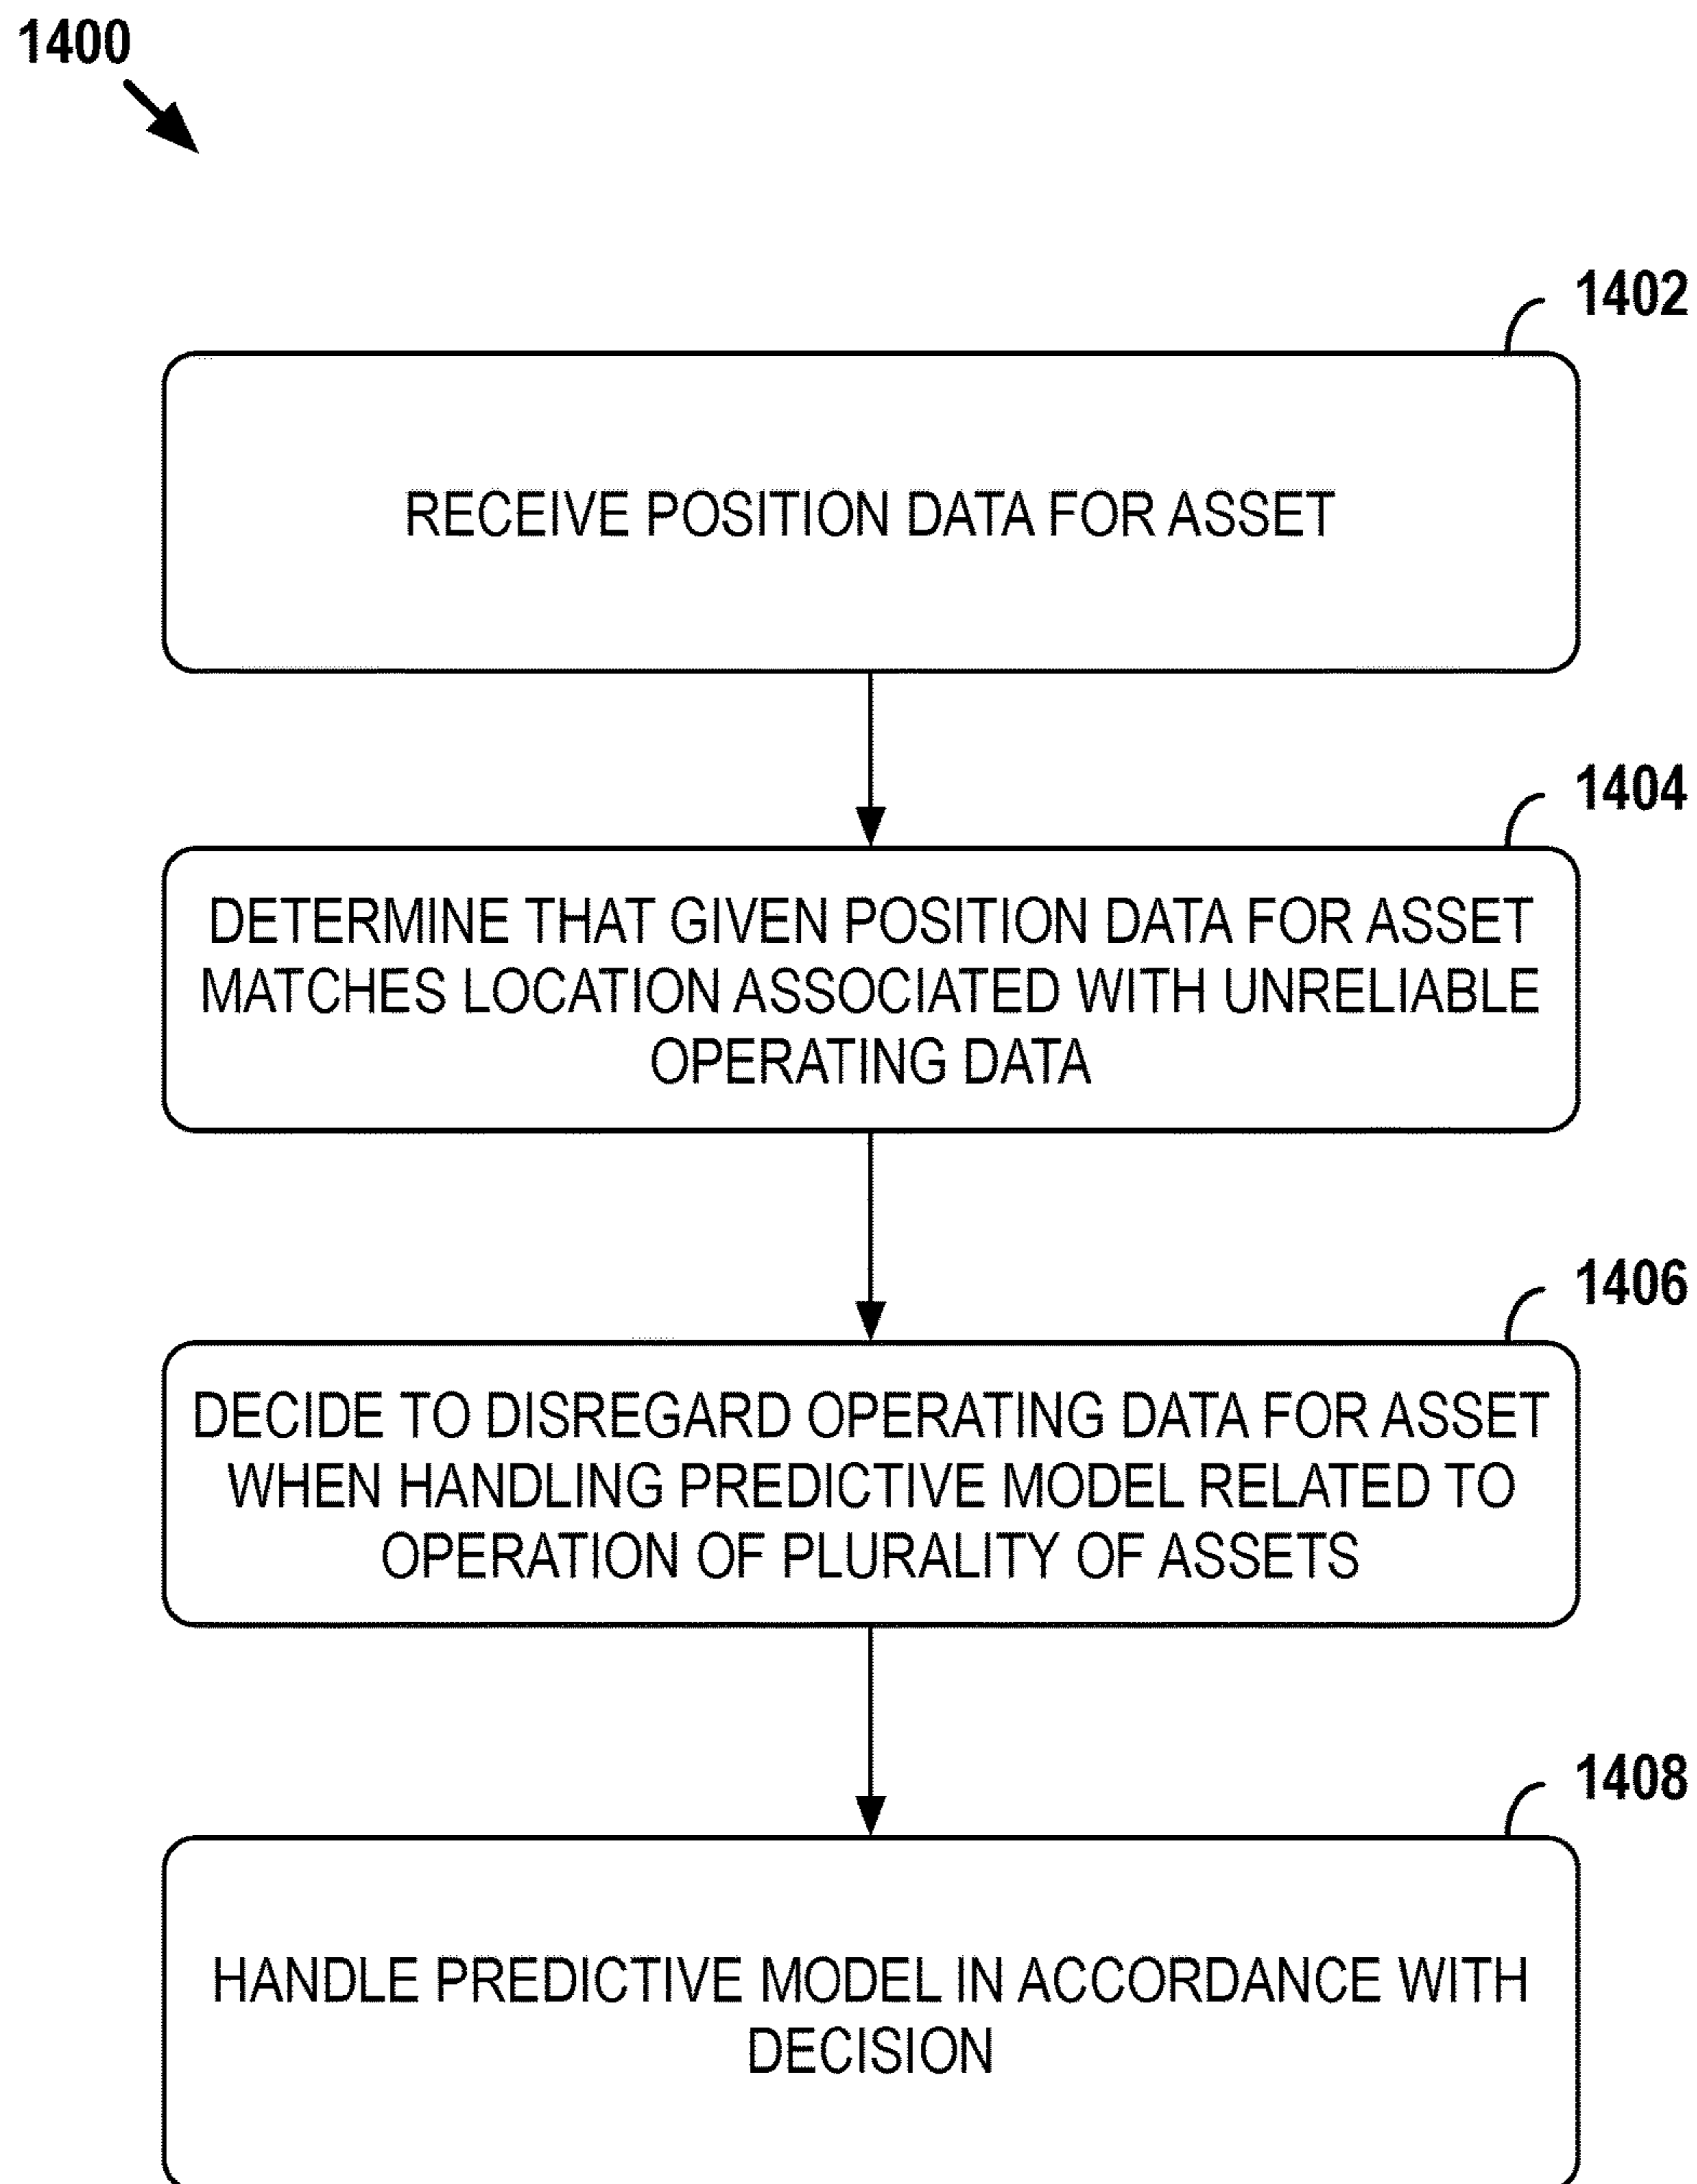 1400
1402
RECEIVE POSITION DATA FOR ASSET
1404
DETERMINE THAT GIVEN POSITION DATA FOR ASSET
MATCHES LOCATION ASSOCIATED WITH UNRELIABLE
OPERATING DATA
1406
DECIDE TO DISREGARD OPERATING DATA FOR ASSET
WHEN HANDLING PREDICTIVE MODEL RELATED TO
OPERATION OF PLURALITY OF ASSETS
1408
HANDLE PREDICTIVE MODEL IN ACCORDANCE WITH
DECISION